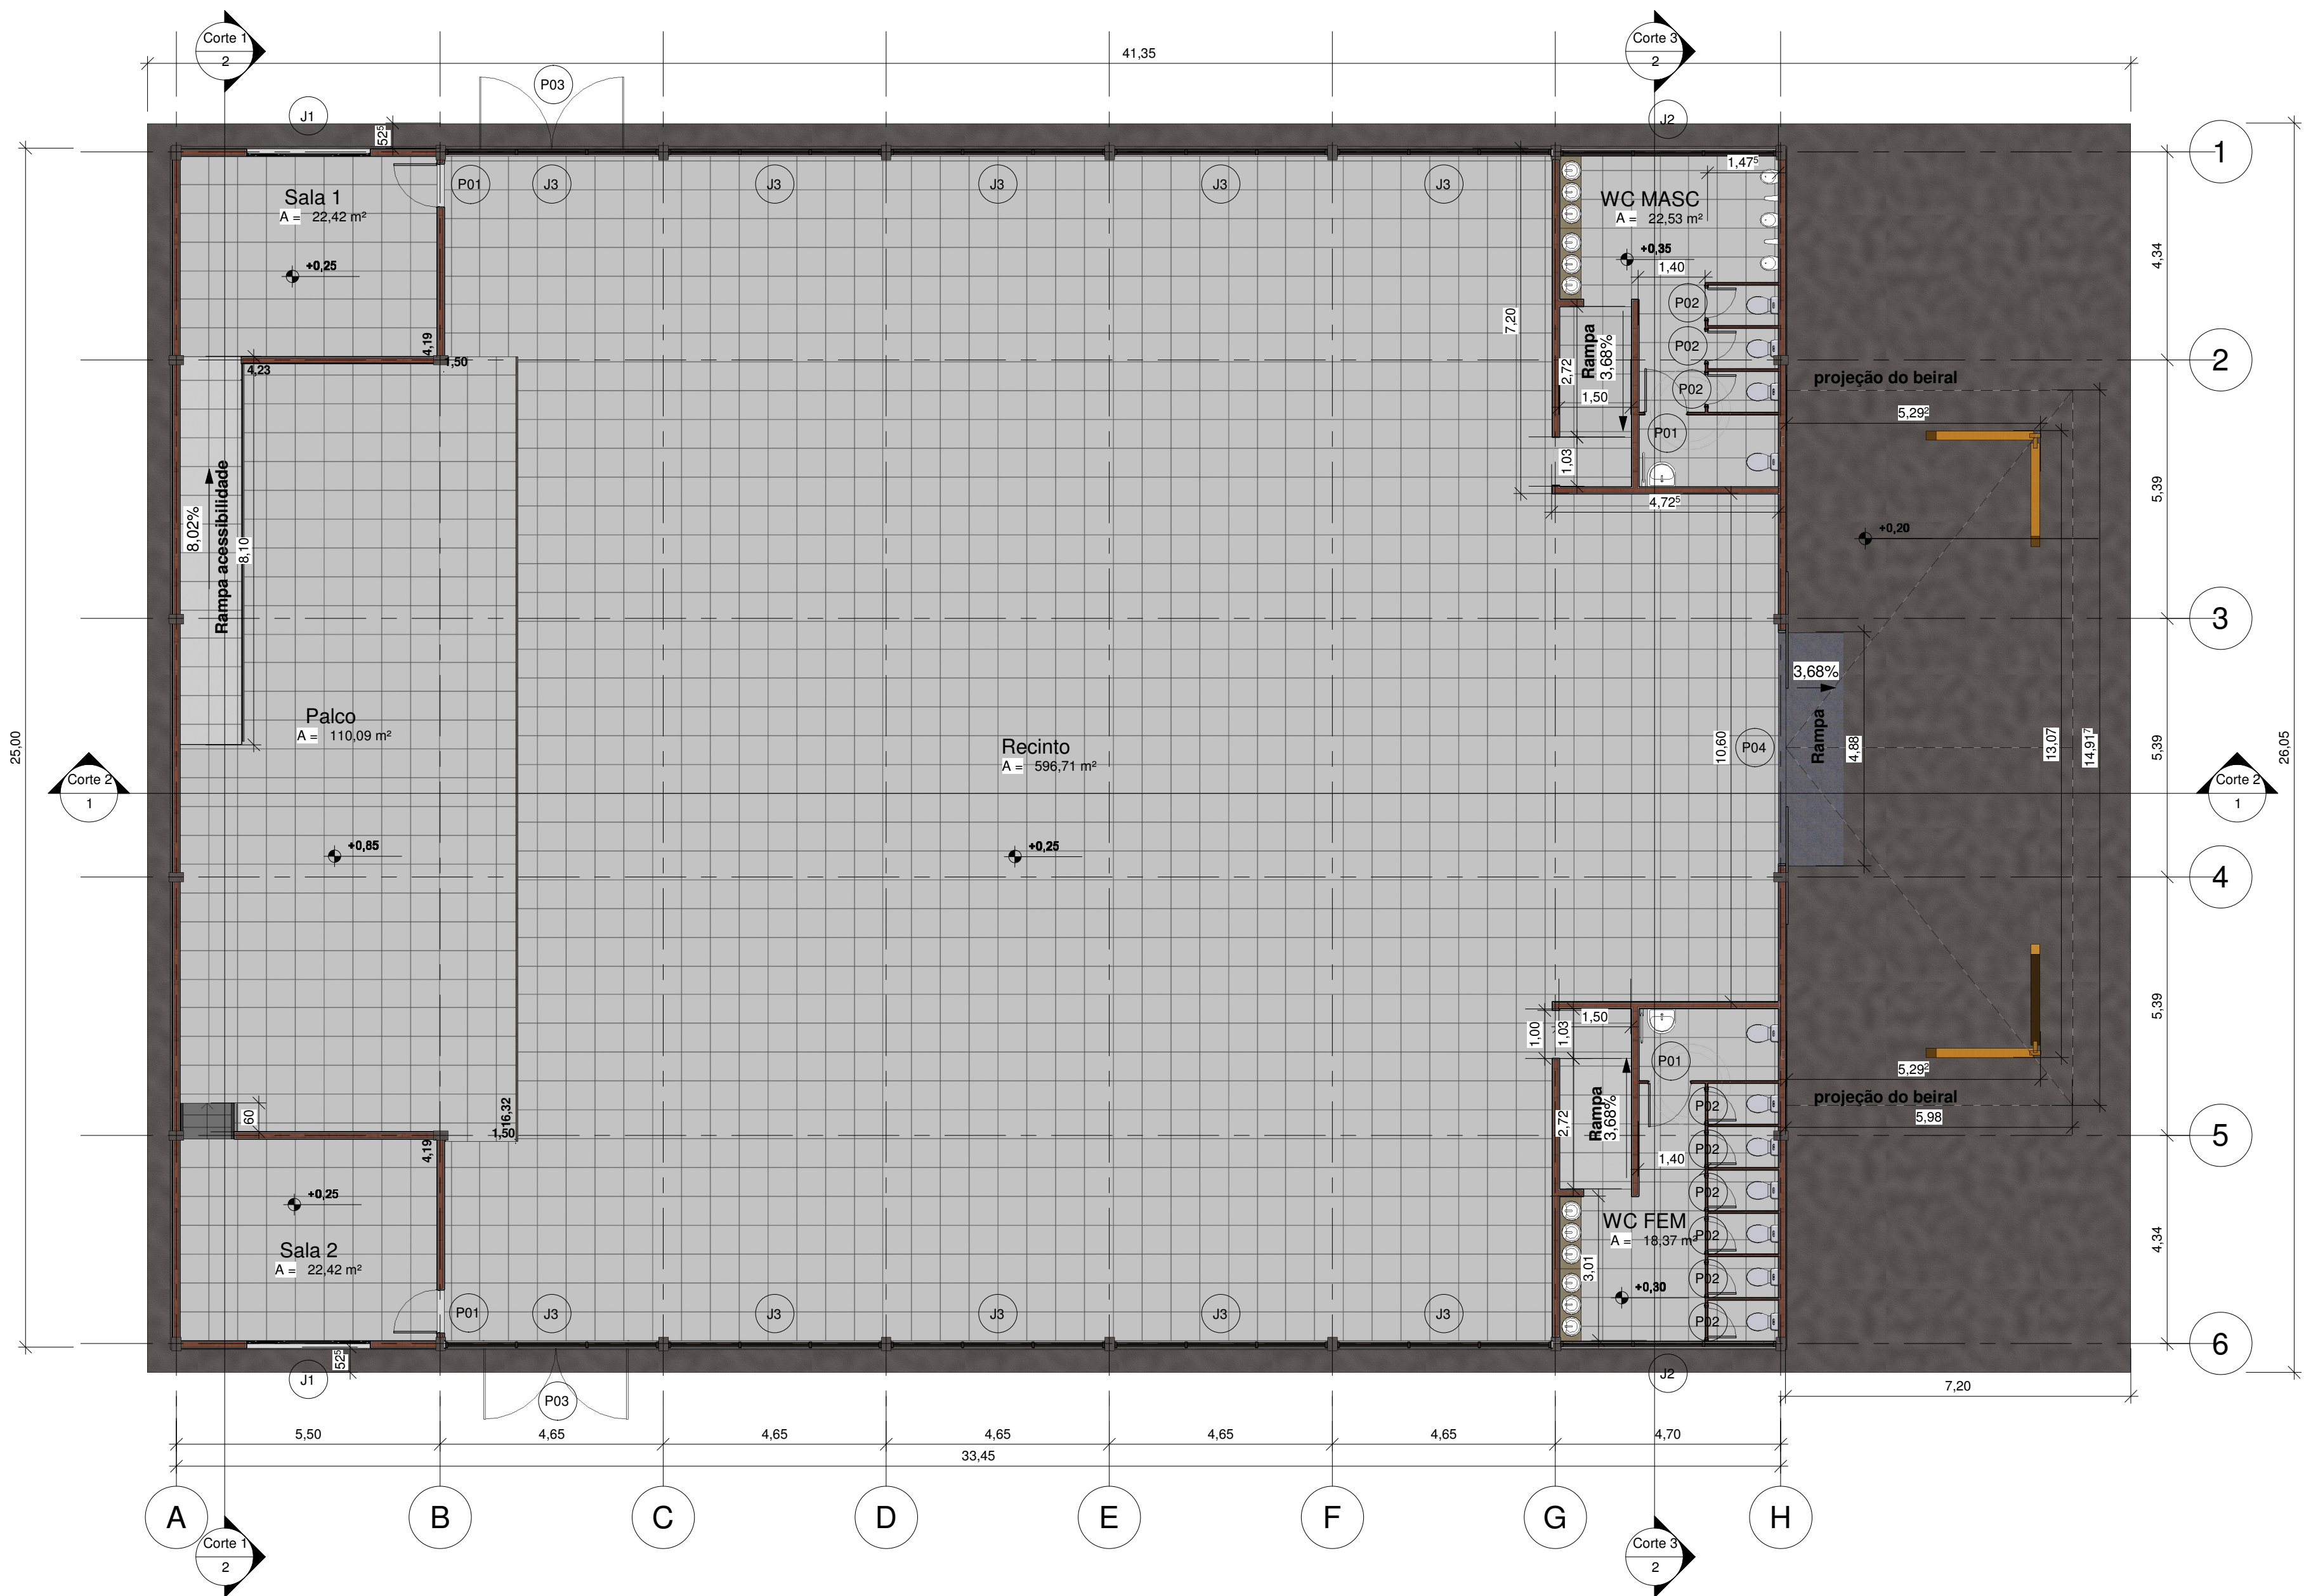 Corte 1
2
Corte 3
2
41,35
P03
J1
J2
52⁵
1
Sala 1
A = 22,42 m²
+0,25
P01
J3
J3
J3
J3
J3
WC MASC
A = 22,53 m²
1,47⁵
+0,35
1,40
4,34
7,20
P02
P02
P02
P01
Rampa
3,68%
2,72
1,50
1,03
4,72⁵
4,19
1,50
4,23
2
projeção do beiral
5,29²
5,39
+0,20
8,02%
Rampa acessibilidade
8,10
3
3,68%
Rampa
4,88
P04
10,60
13,07
14,91⁷
5,39
25,00
26,05
Palco
A = 110,09 m²
+0,85
Recinto
A = 596,71 m²
+0,25
Corte 2
1
Corte 2
1
4
5,39
1,00
1,03
1,50
P01
P02
P02
P02
P02
P02
P02
2,72
Rampa
3,68%
1,40
5,29²
projeção do beiral
5,98
60
16,32
1,50
4,19
5
+0,25
Sala 2
A = 22,42 m²
WC FEM
A = 18,37 m²
3,01
+0,30
4,34
P01
J3
J3
J3
J3
J3
6
52⁵
J1
P03
J2
7,20
5,50
4,65
4,65
4,65
4,65
4,65
4,70
33,45
A
B
C
D
E
F
G
H
Corte 1
2
Corte 3
2